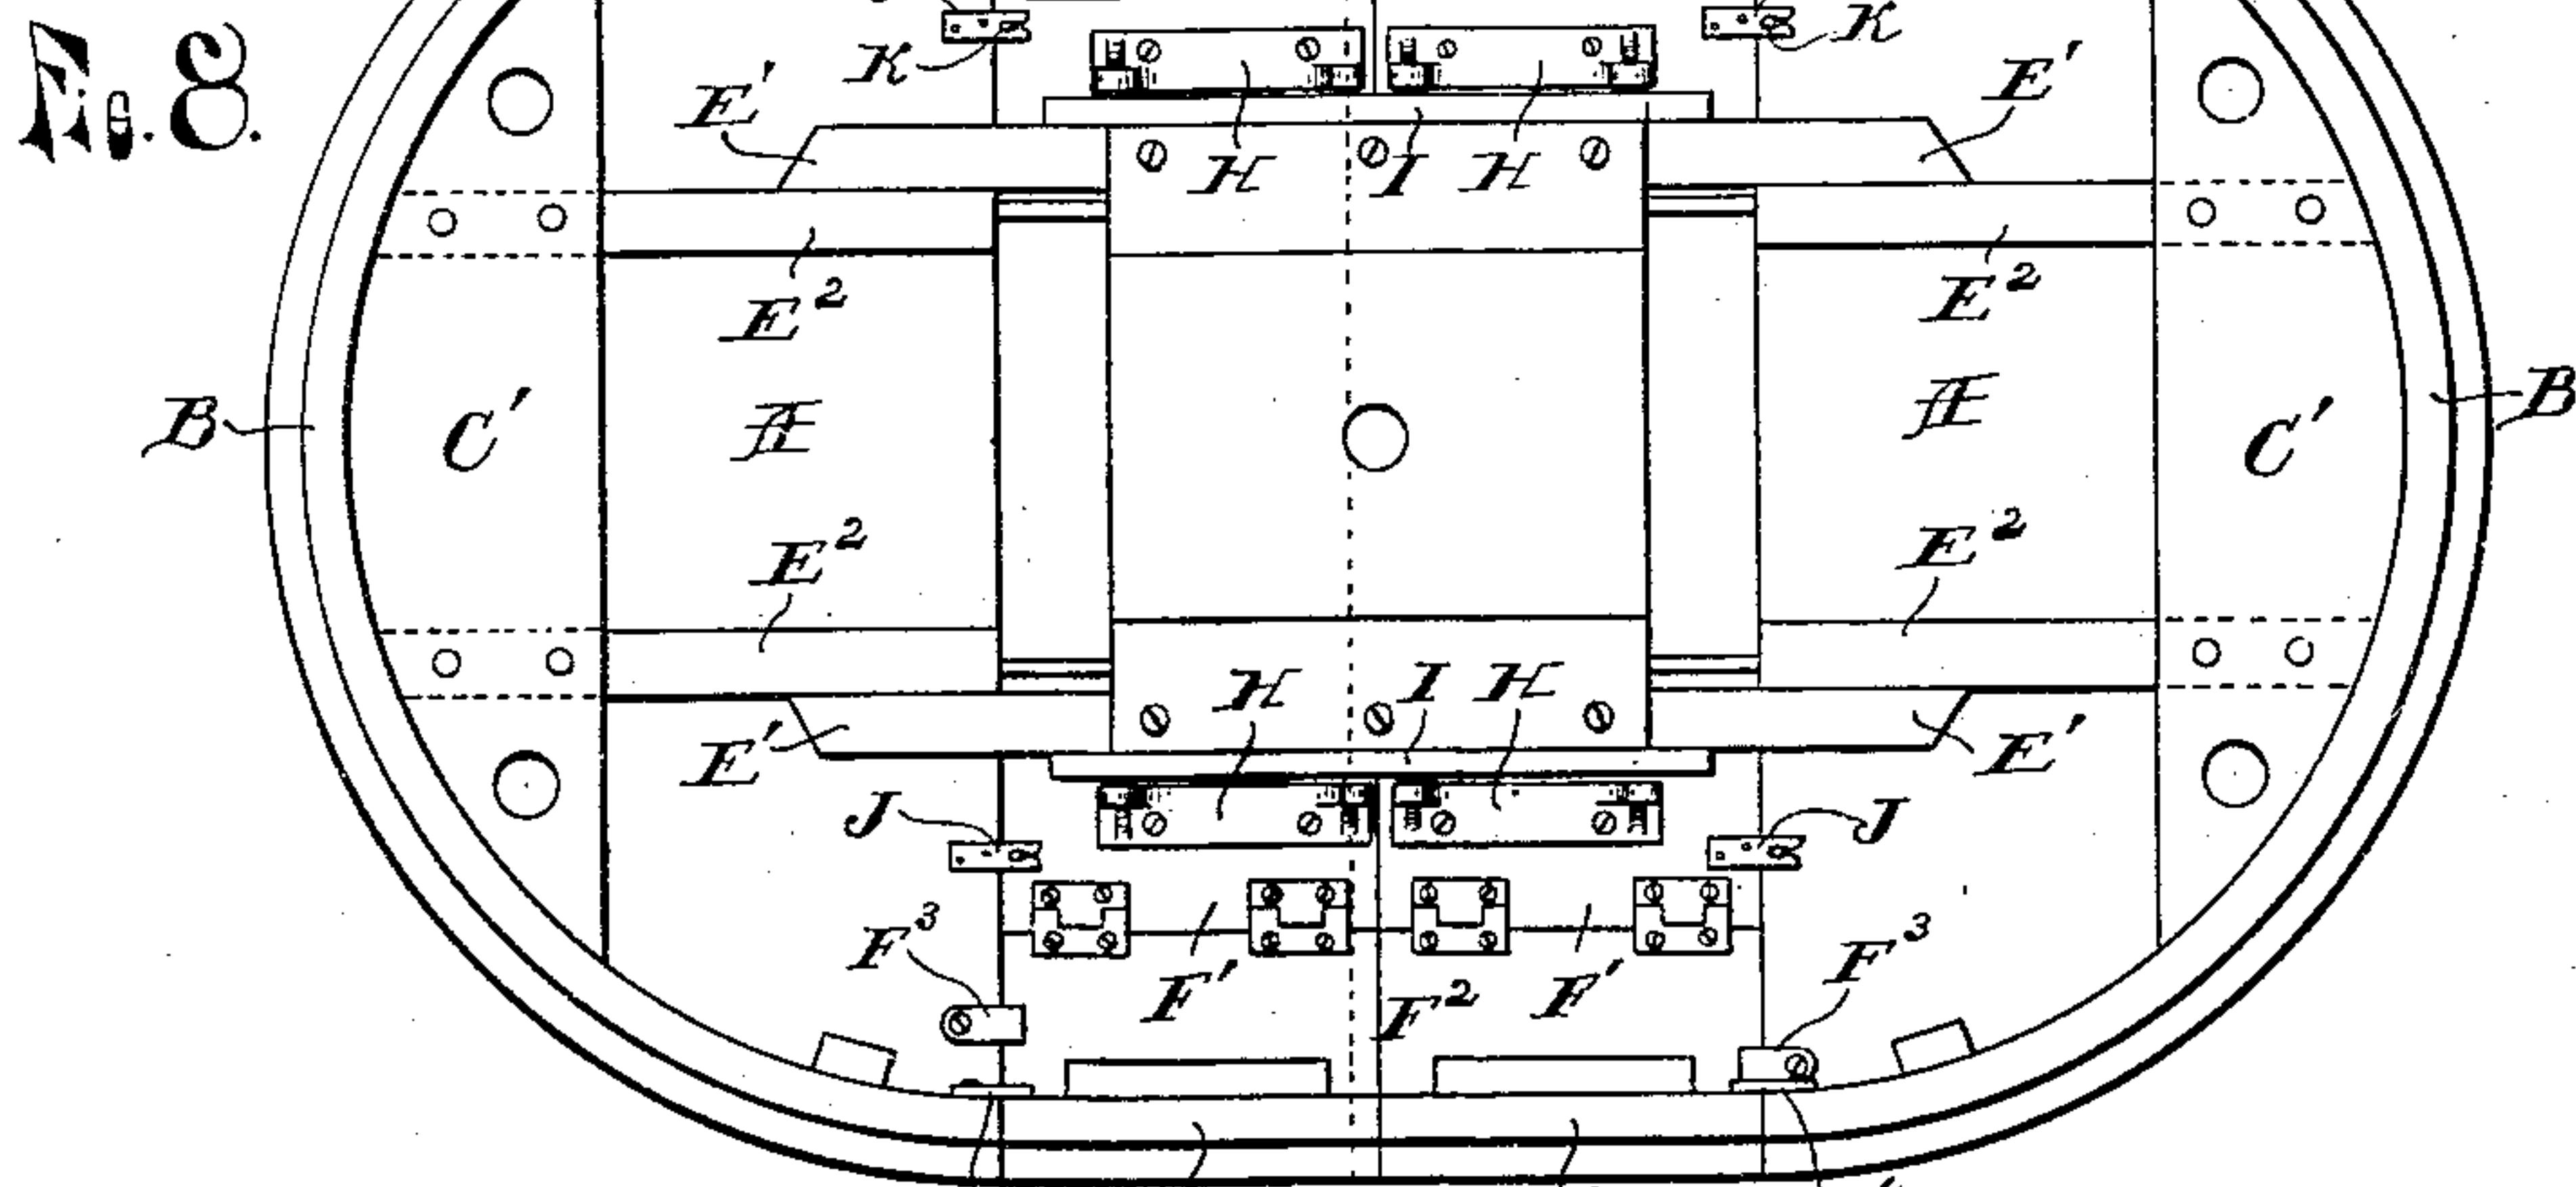 Fig. 8.
K K
E' E'
H I H
E² E²
B C' Æ Æ C' B
E² E²
H I H
E' E'
J J
F³ F' F² F' F³